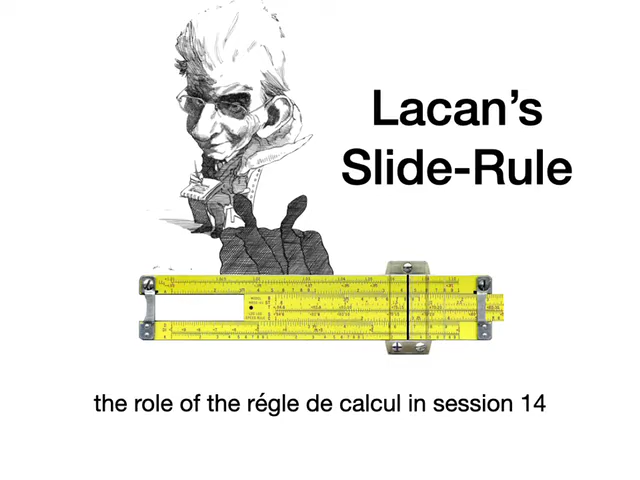 Lacan’s
Slide-Rule
the role of the régle de calcul in session 14